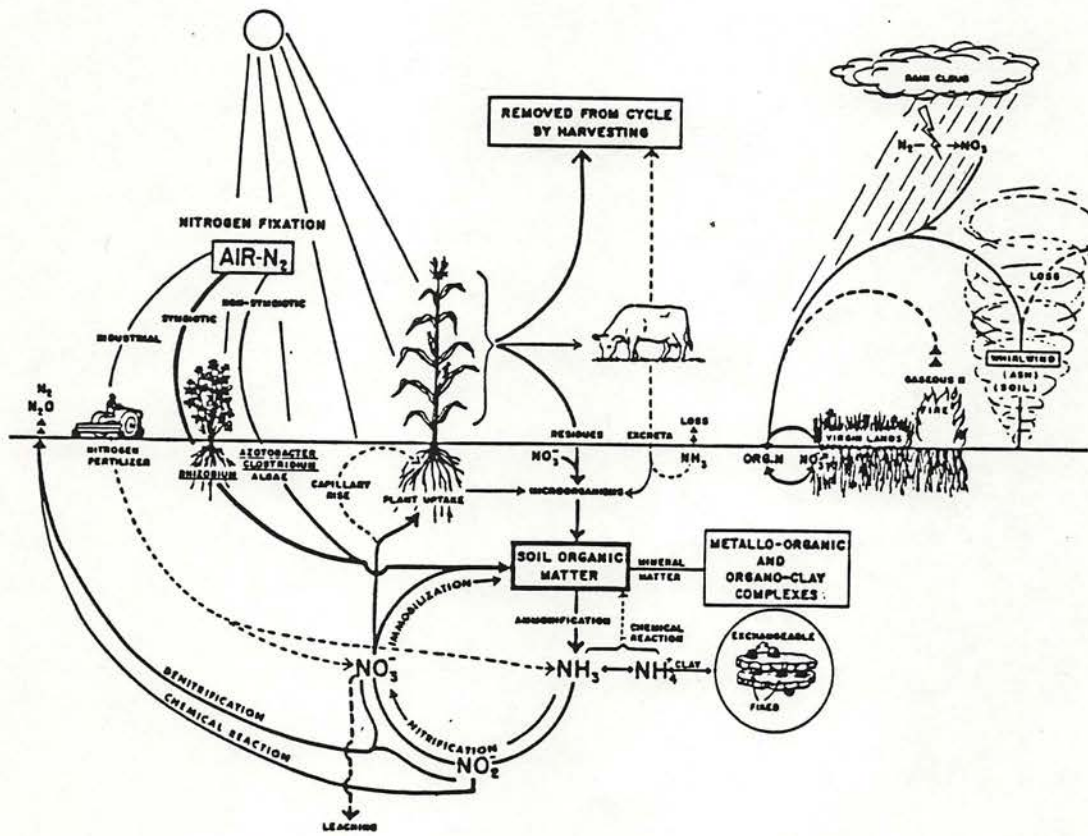 RAIN CLOUD
N₂ → NO₃
REMOVED FROM CYCLE
BY HARVESTING
NITROGEN FIXATION
AIR-N₂
INDUSTRIAL
SYMBIOTIC
NON-SYMBIOTIC
LOSS
WHIRLWIND
(ASH)
(SOIL)
GASEOUS N
FIRE
N₂
N₂O
NITROGEN
FERTILIZER
RHIZOBIUM
AZOTOBACTER
CLOSTRIDIUM
ALGAE
CAPILLARY
RISE
PLANT UPTAKE
RESIDUES
NO₃⁻
MICROORGANISMS
EXCRETA
LOSS
NH₃
ORG.N
NO₃⁻
VIRGIN LANDS
SOIL ORGANIC
MATTER
MINERAL
MATTER
METALLO-ORGANIC
AND
ORGANO-CLAY
COMPLEXES
IMMOBILIZATION
AMMONIFICATION
CHEMICAL
REACTION
NO₃⁻
NH₃
NH₄⁺
CLAY
EXCHANGEABLE
FIXED
DENITRIFICATION
CHEMICAL REACTION
NITRIFICATION
NO₂⁻
LEACHING